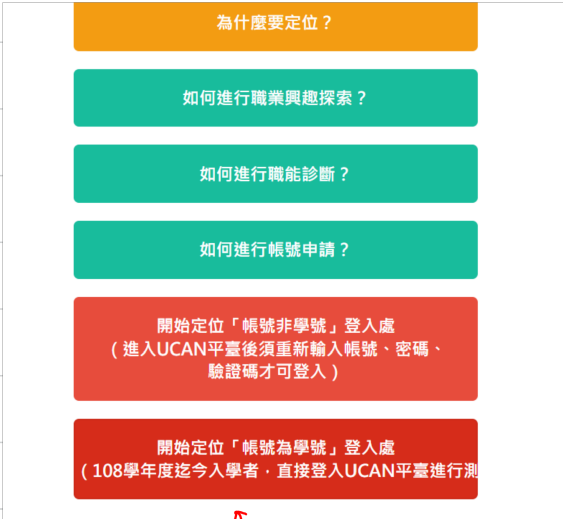 為什麼要定位？
如何進行職業興趣探索？
如何進行職能診斷？
如何進行帳號申請？
開始定位「帳號非學號」登入處
（進入UCAN平臺後須重新輸入帳號、密碼、
驗證碼才可登入）
開始定位「帳號為學號」登入處
（108學年度迄今入學者，直接登入UCAN平臺進行測